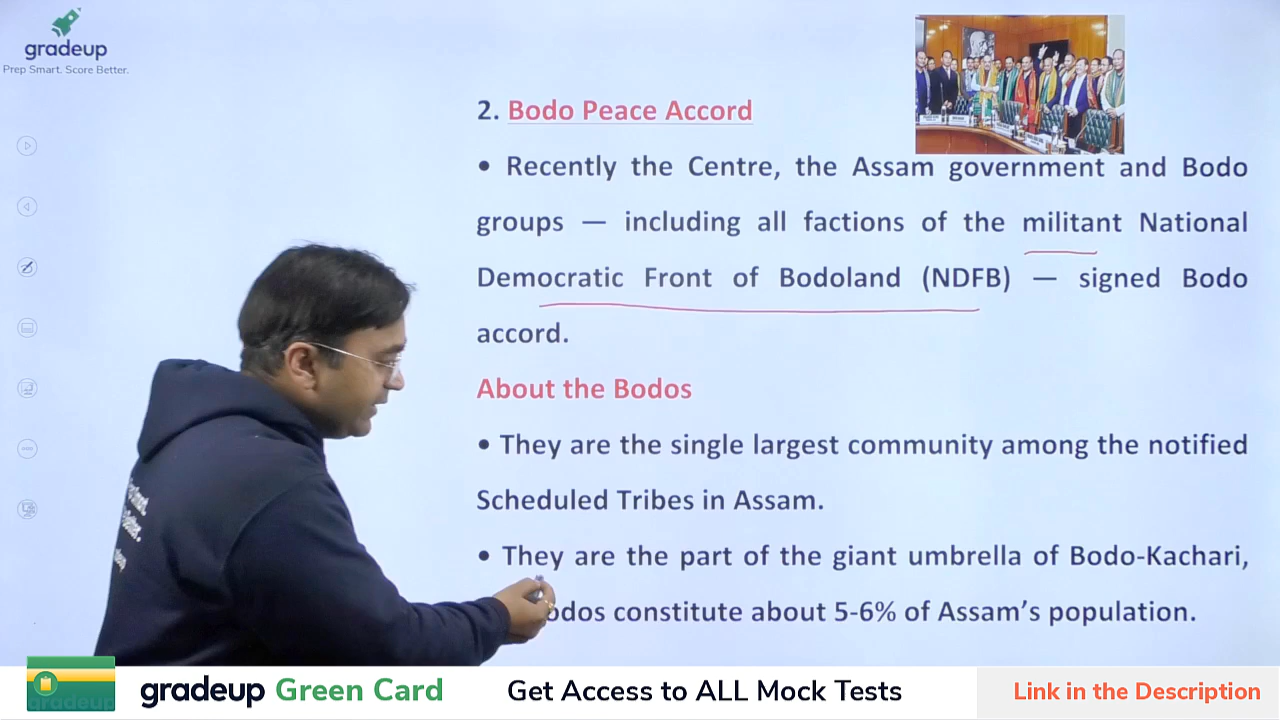 gradeup
Prep Smart. Score Better.
2. Bodo Peace Accord
• Recently the Centre, the Assam government and Bodo
groups — including all factions of the militant National
Democratic Front of Bodoland (NDFB) — signed Bodo
accord.
About the Bodos
• They are the single largest community among the notified
Scheduled Tribes in Assam.
• They are the part of the giant umbrella of Bodo-Kachari,
constitute about 5-6% of Assam's population.
gradeup Green Card
Get Access to ALL Mock Tests
Link in the Description